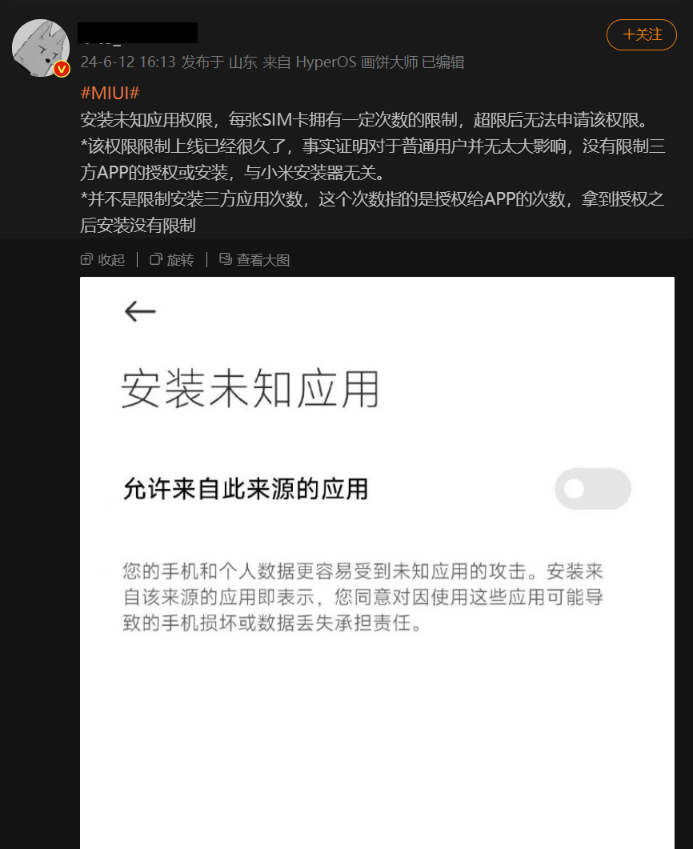 +关注
24-6-12 16:13 发布于 山东 来自 HyperOS 画饼大师 已编辑
#MIUI#
安装未知应用权限，每张SIM卡拥有一定次数的限制，超限后无法申请该权限。
*该权限限制上线已经很久了，事实证明对于普通用户并无太大影响，没有限制三
方APP的授权或安装，与小米安装器无关。
*并不是限制安装三方应用次数，这个次数指的是授权给APP的次数，拿到授权之
后安装没有限制
收起 | 旋转 | 查看大图
安装未知应用
允许来自此来源的应用
您的手机和个人数据更容易受到未知应用的攻击。安装来
自该来源的应用即表示，您同意对因使用这些应用可能导
致的手机损坏或数据丢失承担责任。